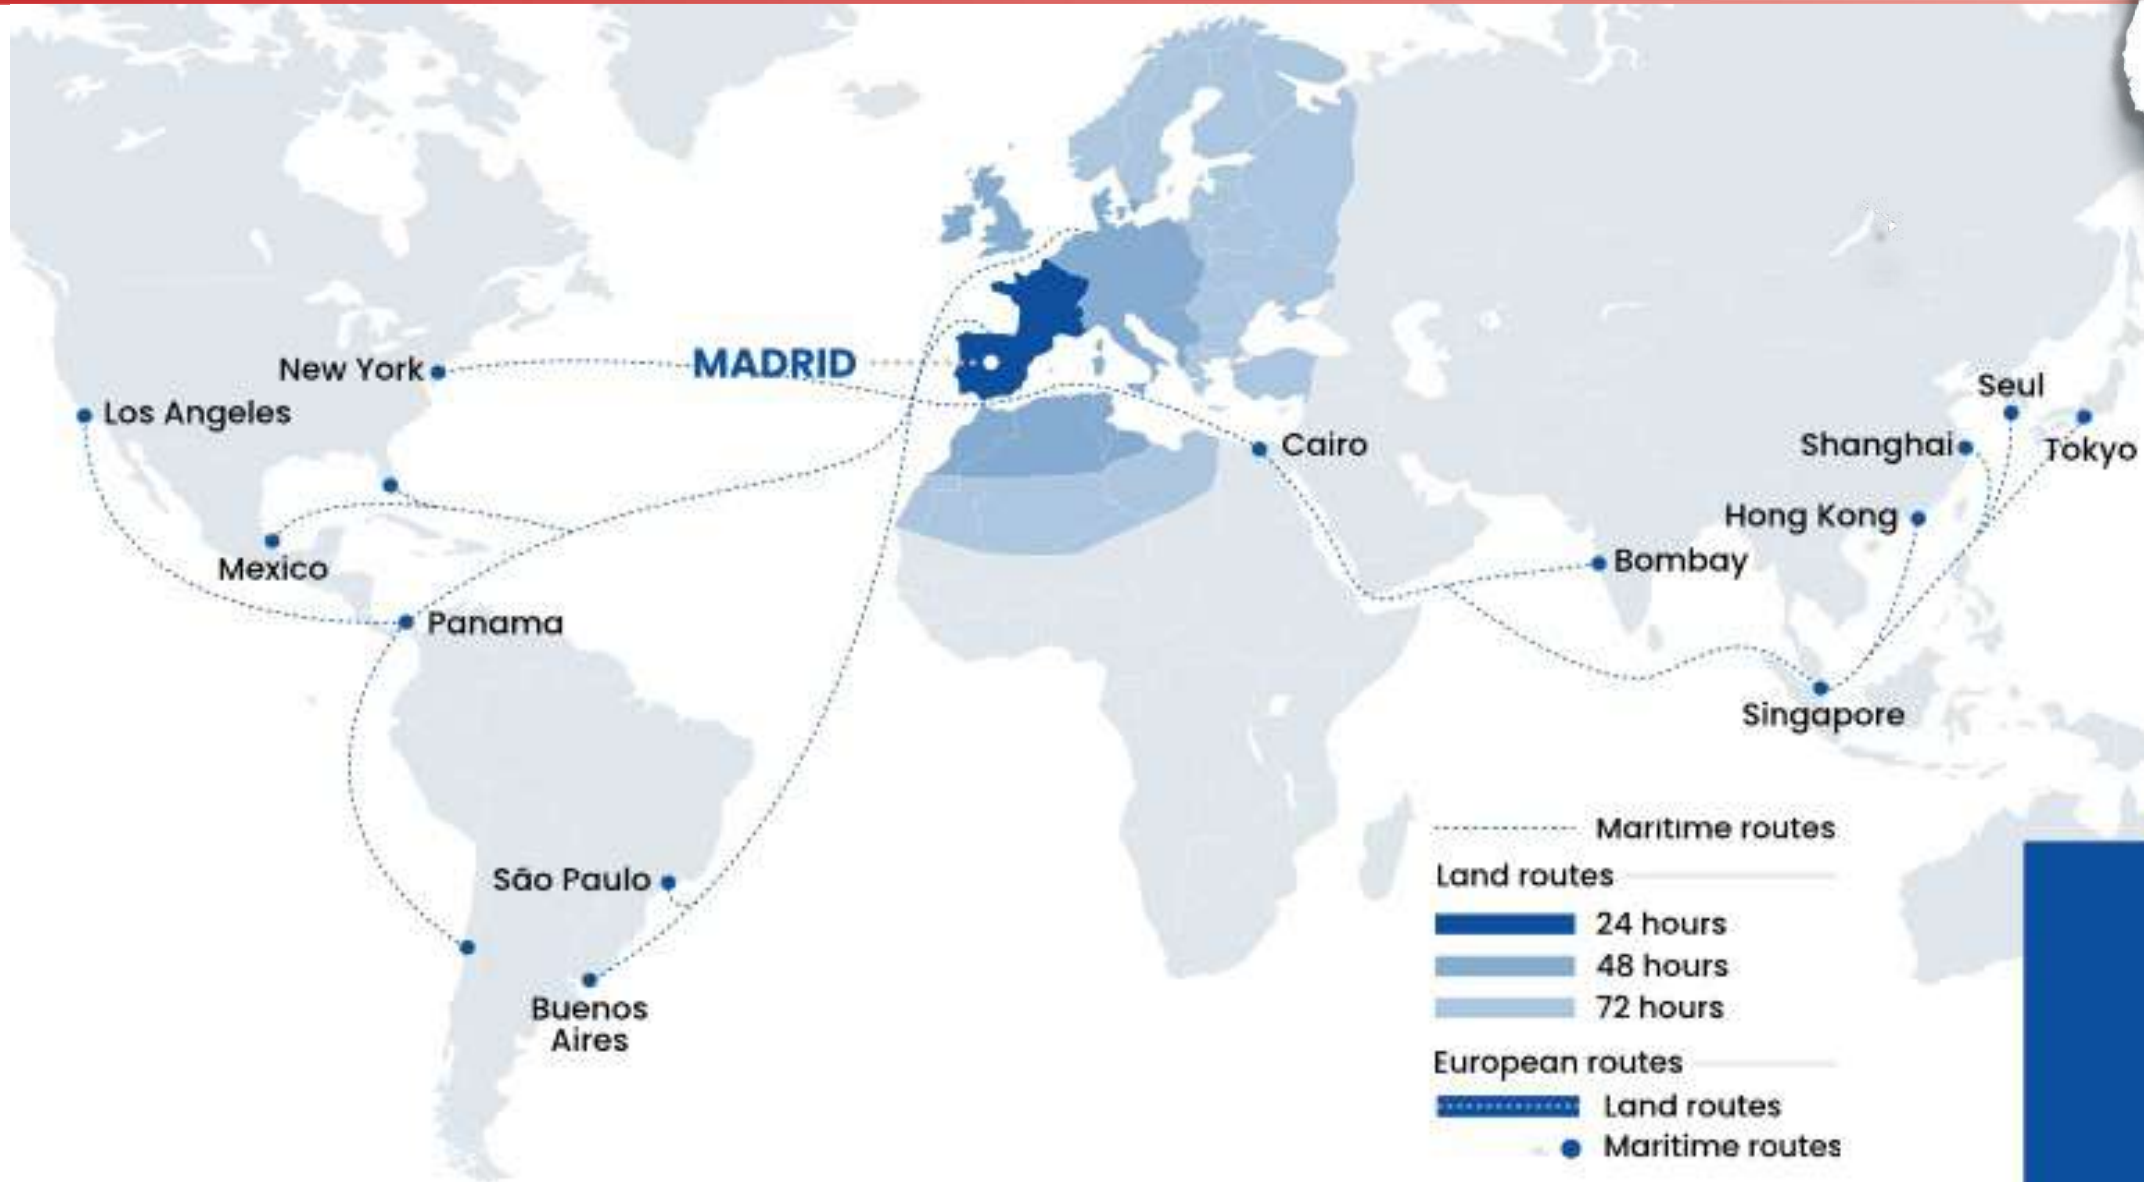 New York
MADRID
Los Angeles
Mexico
Panama
São Paulo
Buenos
Aires
Cairo
Bombay
Seul
Shanghai
Tokyo
Hong Kong
Singapore
Maritime routes
Land routes
24 hours
48 hours
72 hours
European routes
Land routes
Maritime routes